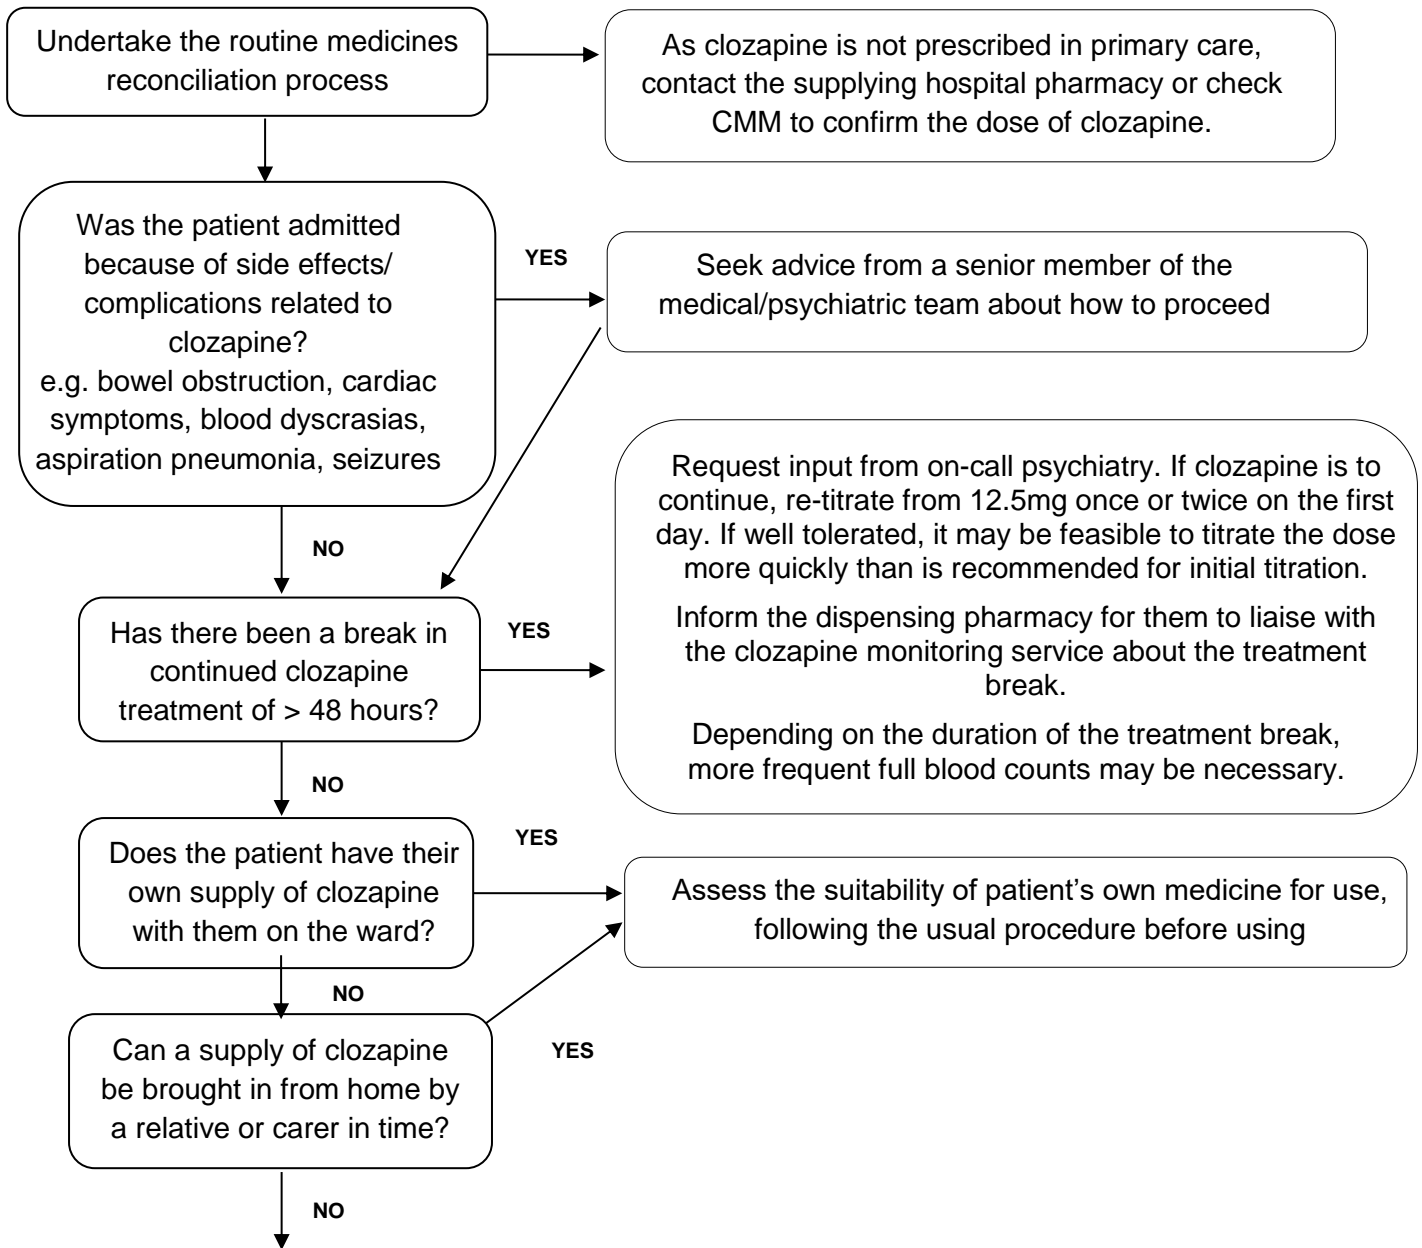 Undertake the routine medicines
reconciliation process
As clozapine is not prescribed in primary care,
contact the supplying hospital pharmacy or check
CMM to confirm the dose of clozapine.
Was the patient admitted
because of side effects/
complications related to
clozapine?
e.g. bowel obstruction, cardiac
symptoms, blood dyscrasias,
aspiration pneumonia, seizures
YES
Seek advice from a senior member of the
medical/psychiatric team about how to proceed
NO
Has there been a break in
continued clozapine
treatment of > 48 hours?
YES
Request input from on-call psychiatry. If clozapine is to
continue, re-titrate from 12.5mg once or twice on the first
day. If well tolerated, it may be feasible to titrate the dose
more quickly than is recommended for initial titration.
Inform the dispensing pharmacy for them to liaise with
the clozapine monitoring service about the treatment
break.
Depending on the duration of the treatment break,
more frequent full blood counts may be necessary.
NO
Does the patient have their
own supply of clozapine
with them on the ward?
YES
Assess the suitability of patient’s own medicine for use,
following the usual procedure before using
NO
Can a supply of clozapine
be brought in from home by
a relative or carer in time?
YES
NO